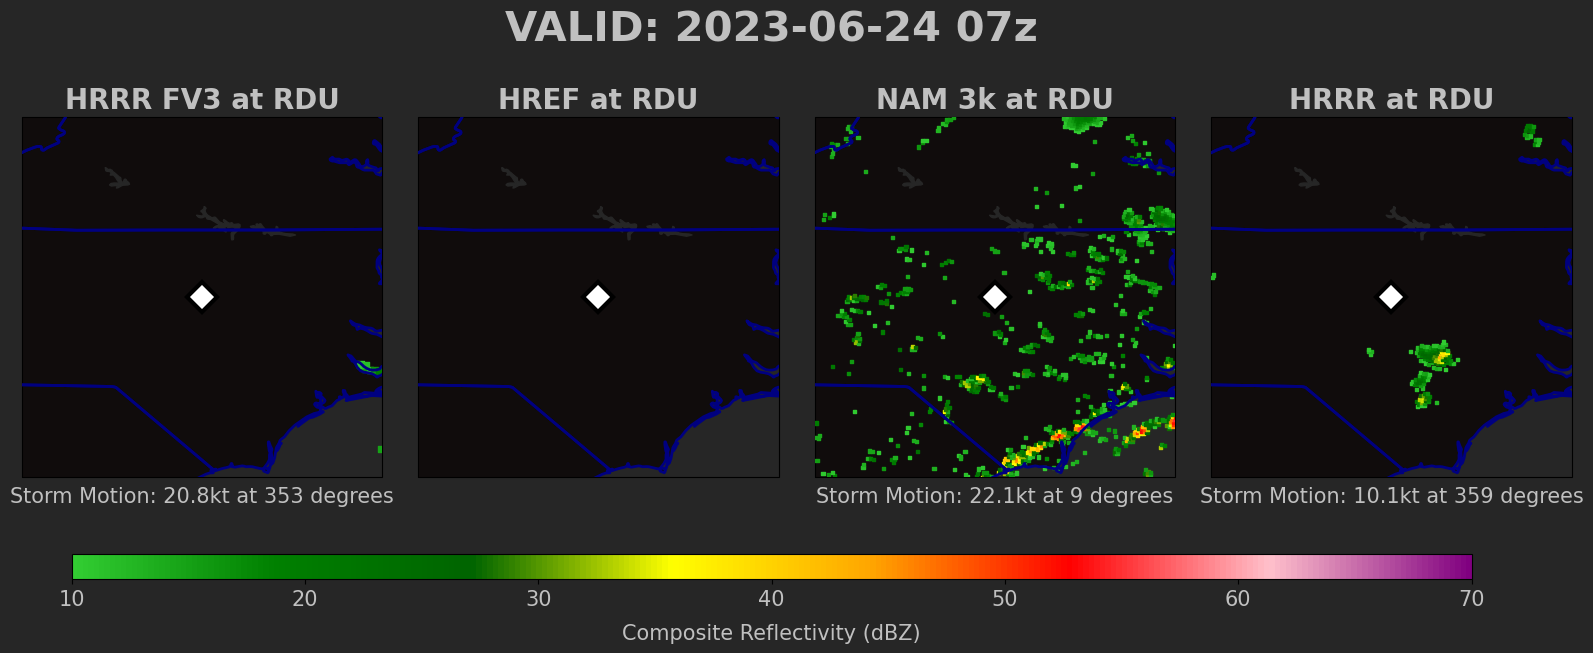 VALID: 2023-06-24 07z
HRRR FV3 at RDU
HREF at RDU
NAM 3k at RDU
HRRR at RDU
Storm Motion: 20.8kt at 353 degrees
Storm Motion: 22.1kt at 9 degrees
Storm Motion: 10.1kt at 359 degrees
10 20 30 40 50 60 70
Composite Reflectivity (dBZ)